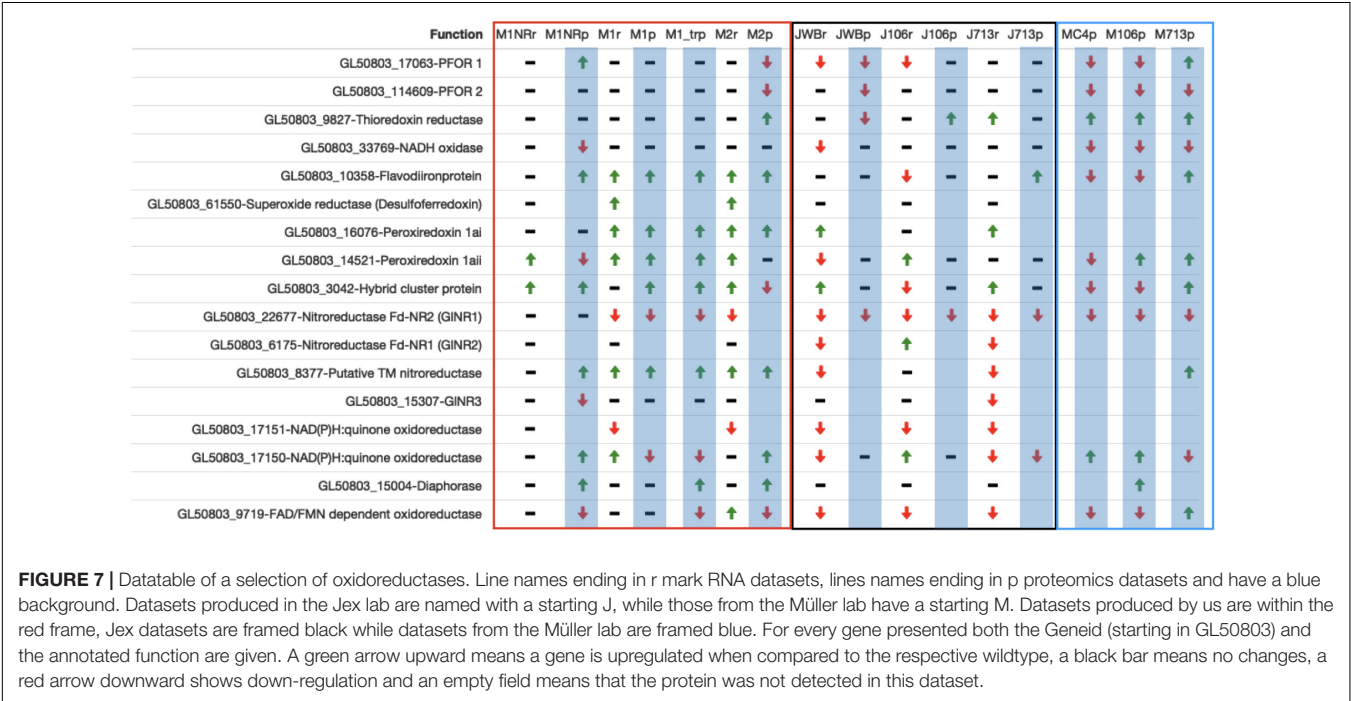 Function M1NRr M1NRp M1r M1p M1_trp M2r M2p JWBr JWBp J106r J106p J713r J713p MC4p M106p M713p
GL50803_17063-PFOR 1 – ↑ – – – – ↓ ↓ ↓ ↓ – – – ↓ ↓ ↑
GL50803_114609-PFOR 2 – – – – – – ↓ – ↓ – – – – ↓ ↓ ↓
GL50803_9827-Thioredoxin reductase – – – – – – ↑ – ↓ – ↑ ↑ – ↑ ↑ ↑
GL50803_33769-NADH oxidase – ↓ – – – – – ↓ – – – – – ↓ ↓ ↓
GL50803_10358-Flavodiironprotein – ↑ ↑ ↑ ↑ ↑ ↑ – – ↓ – – ↑ ↓ ↓ ↑
GL50803_61550-Superoxide reductase (Desulfoferredoxin) – ↑ ↑ – – –
GL50803_16076-Peroxiredoxin 1ai – – ↑ ↑ ↑ ↑ ↑ ↑ – ↑
GL50803_14521-Peroxiredoxin 1aii ↑ ↓ ↑ ↑ ↑ ↑ – ↓ – ↑ – – – ↓ ↑ ↑
GL50803_3042-Hybrid cluster protein ↑ ↑ – ↑ ↑ ↑ ↓ ↑ – ↓ – ↑ – ↓ ↓ ↑
GL50803_22677-Nitroreductase Fd-NR2 (GlNR1) – – ↓ ↓ ↓ ↓ ↓ ↓ ↓ ↓ ↓ ↓ ↓ ↓ ↓
GL50803_6175-Nitroreductase Fd-NR1 (GlNR2) – – – ↓ ↑ ↓
GL50803_8377-Putative TM nitroreductase – ↑ ↑ ↑ ↑ ↑ ↑ ↓ – ↓ ↑
GL50803_15307-GlNR3 – ↓ – – – – – – ↓
GL50803_17151-NAD(P)H:quinone oxidoreductase – ↓ ↓ ↓ ↓ ↓
GL50803_17150-NAD(P)H:quinone oxidoreductase – ↑ ↑ ↓ ↓ – ↑ ↓ – ↑ – ↓ ↓ ↑ ↑ ↓
GL50803_15004-Diaphorase – ↑ – – ↑ – ↑ – – – ↑
GL50803_9719-FAD/FMN dependent oxidoreductase – ↓ – – ↓ ↑ ↓ ↓ ↓ ↓ ↓ ↓ ↑
FIGURE 7 | Datatable of a selection of oxidoreductases. Line names ending in r mark RNA datasets, lines names ending in p proteomics datasets and have a blue
background. Datasets produced in the Jex lab are named with a starting J, while those from the Müller lab have a starting M. Datasets produced by us are within the
red frame, Jex datasets are framed black while datasets from the Müller lab are framed blue. For every gene presented both the Geneid (starting in GL50803) and
the annotated function are given. A green arrow upward means a gene is upregulated when compared to the respective wildtype, a black bar means no changes, a
red arrow downward shows down-regulation and an empty field means that the protein was not detected in this dataset.